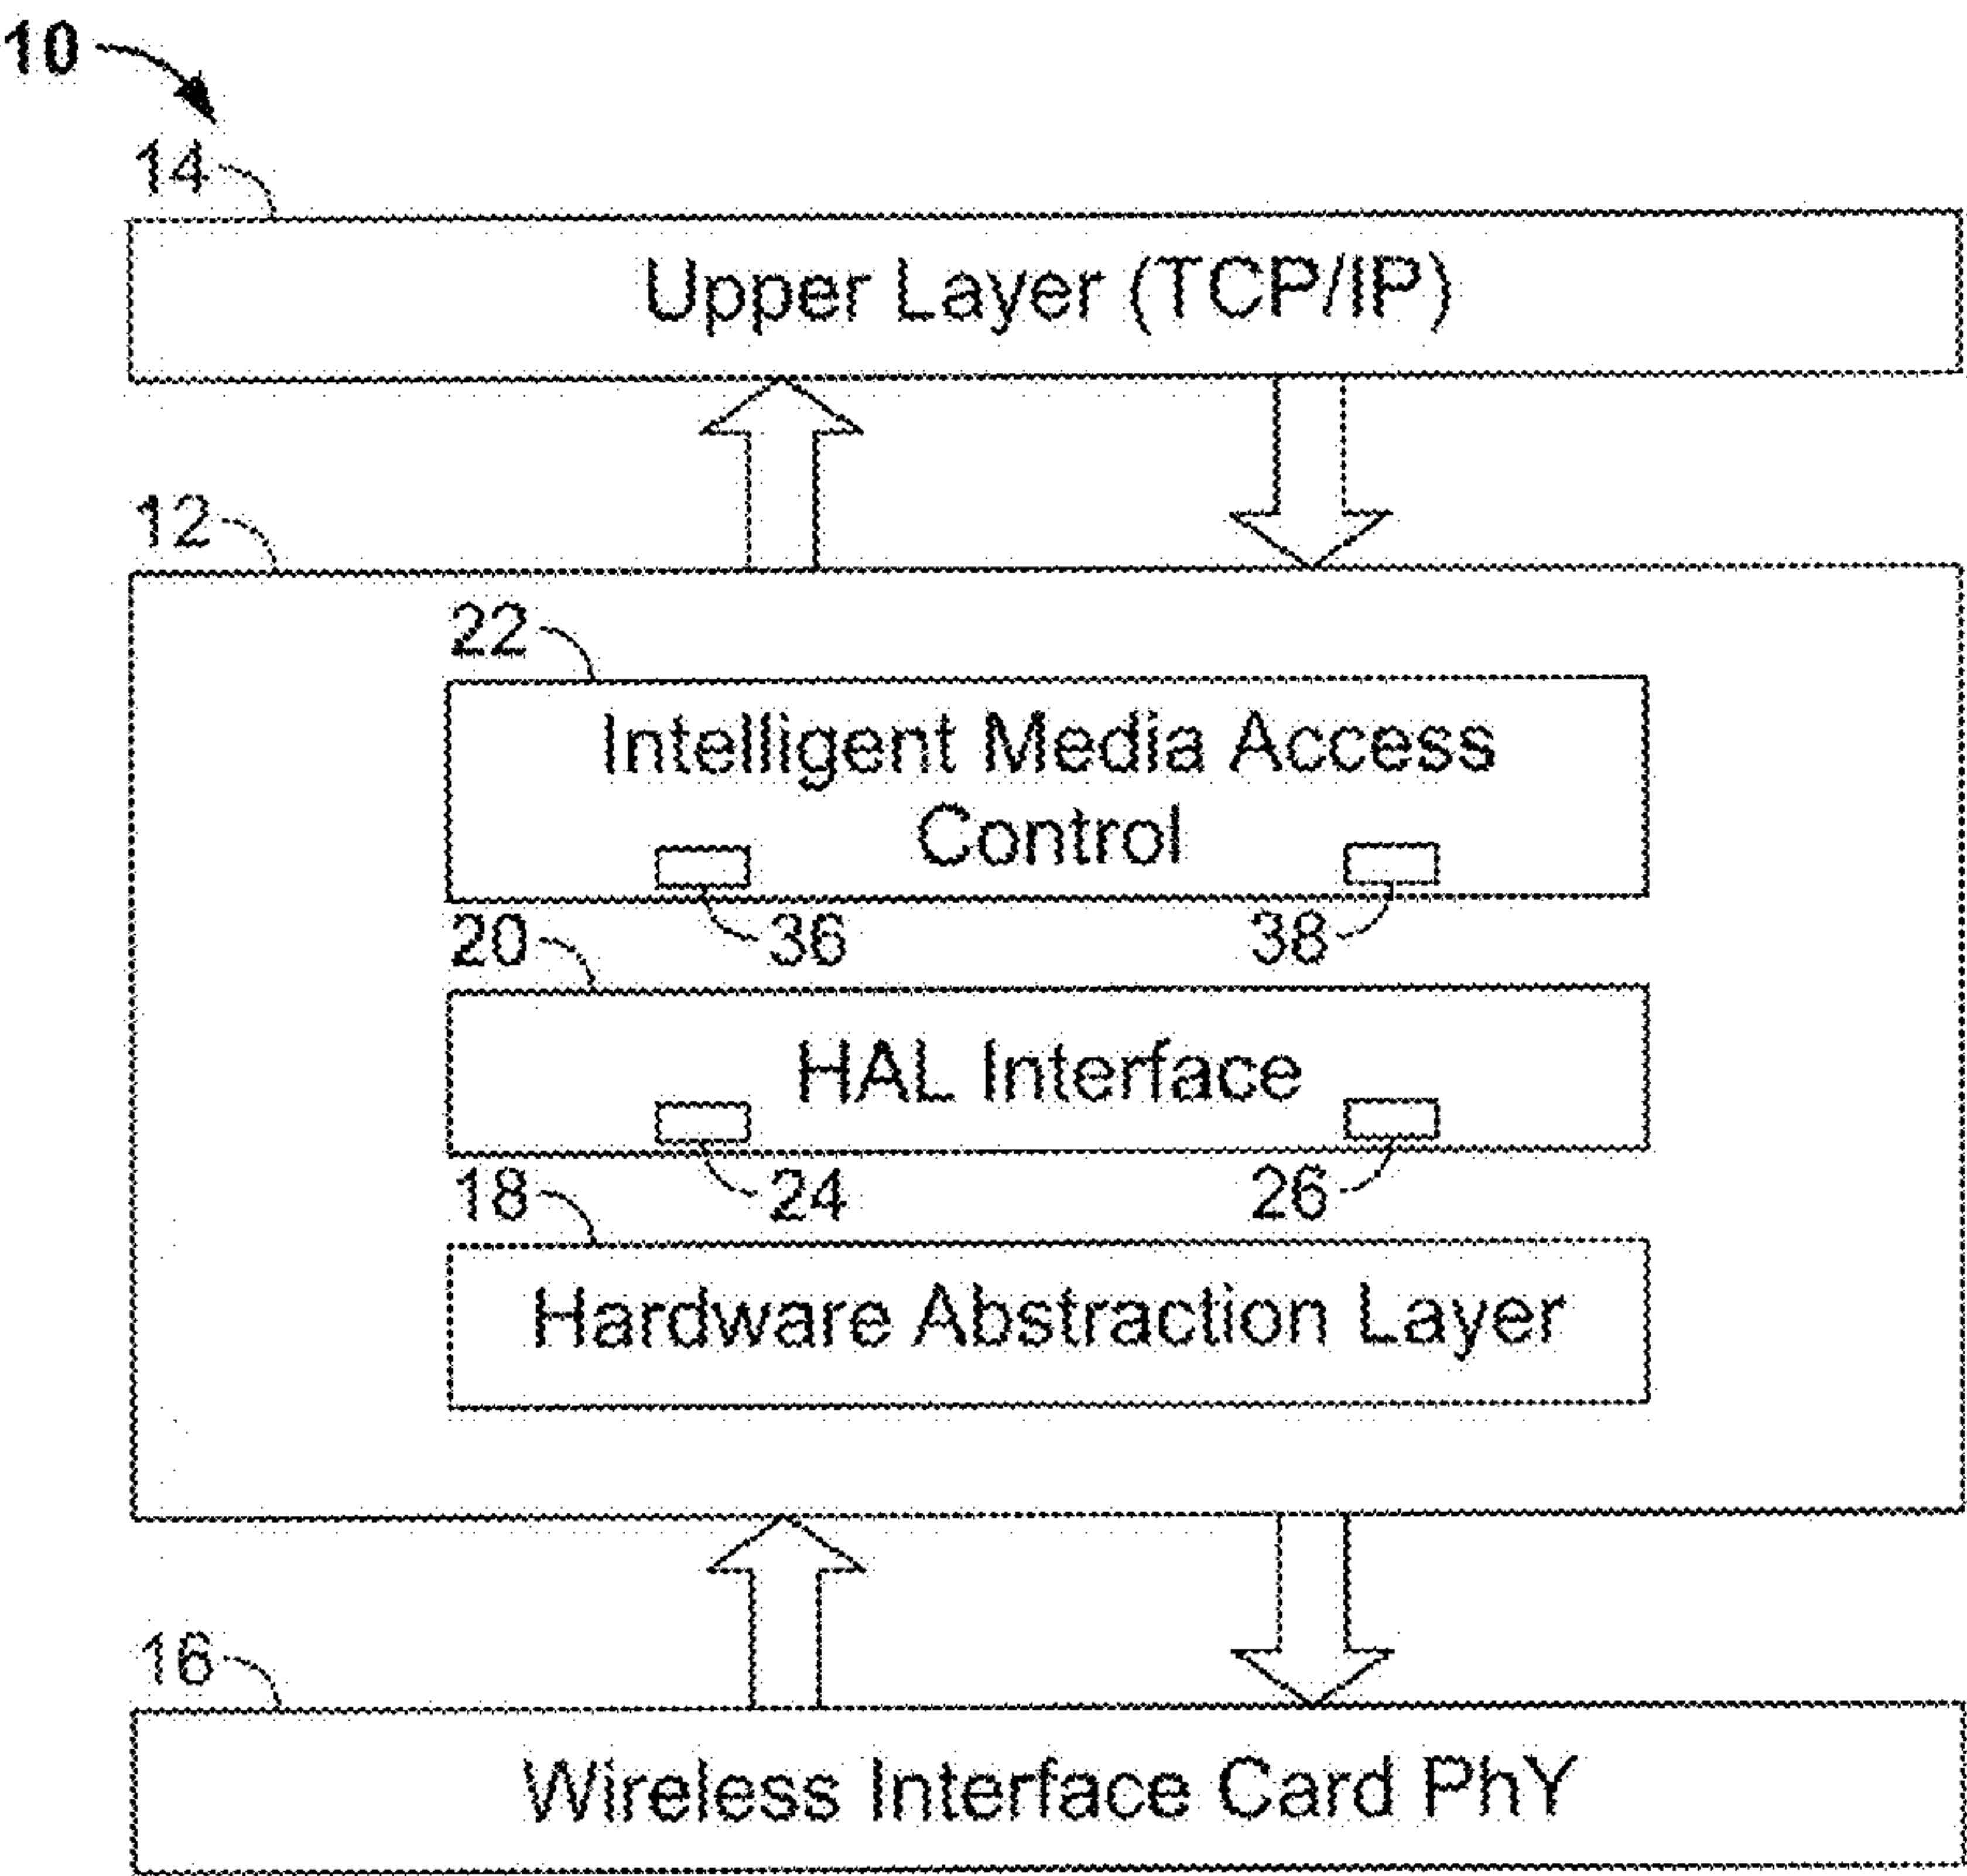 10
14
Upper Layer (TCP/IP)
12
22
Intelligent Media Access
Control
36 38
20
HAL Interface
24 26
18
Hardware Abstraction Layer
16
Wireless Interface Card PhY